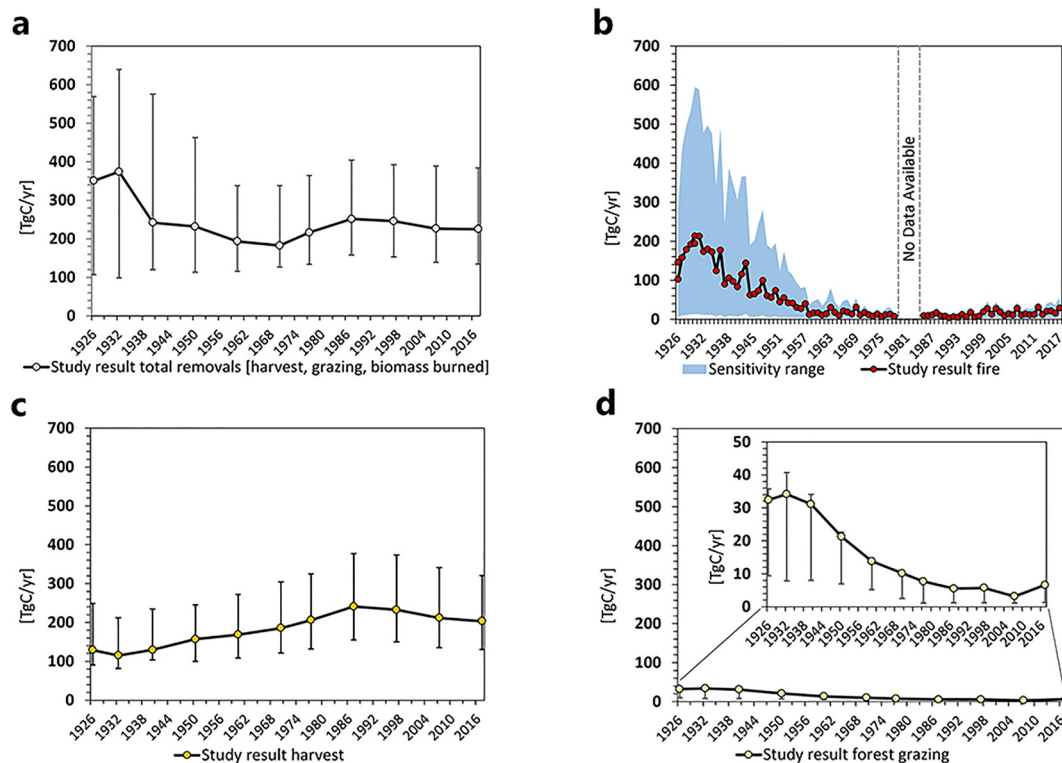 a
700
600
500
400
300
200
100
0
[TgC/yr]
1926 1932 1938 1944 1950 1956 1962 1968 1974 1980 1986 1992 1998 2004 2010 2016
Study result total removals [harvest, grazing, biomass burned]
b
700
600
500
400
300
200
100
0
[TgC/yr]
No Data Available
1926 1932 1938 1945 1951 1957 1963 1969 1975 1981 1987 1993 1999 2005 2011 2017
Sensitivity range Study result fire
c
700
600
500
400
300
200
100
0
[TgC/yr]
1926 1932 1938 1944 1950 1956 1962 1968 1974 1980 1986 1992 1998 2004 2010 2016
Study result harvest
d
700
600
500
400
300
200
100
0
[TgC/yr]
50
40
30
20
10
0
[TgC/yr]
1926 1932 1938 1944 1950 1956 1962 1968 1974 1980 1986 1992 1998 2004 2010 2016
1926 1932 1938 1944 1950 1956 1962 1968 1974 1980 1986 1992 1998 2004 2010 2016
Study result forest grazing